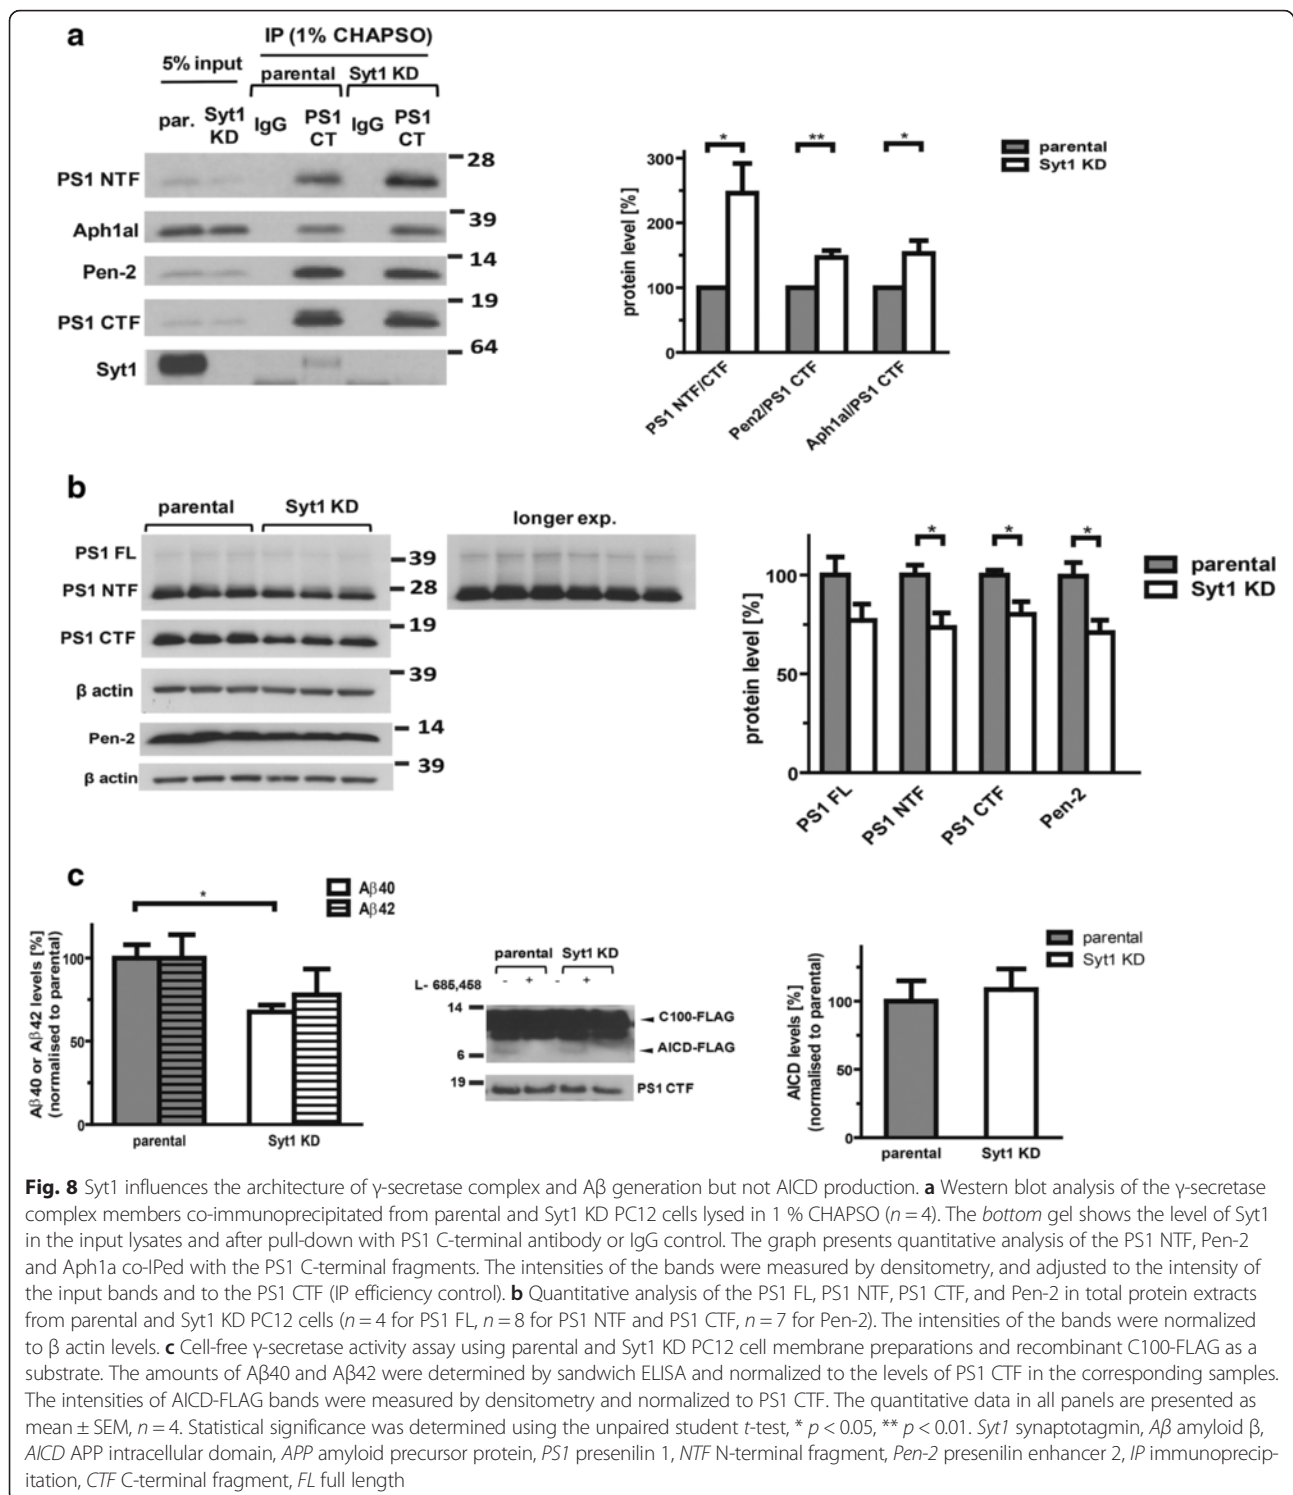 a
IP (1% CHAPSO)
5% input
parental Syt1 KD
par. Syt1 KD IgG PS1 CT IgG PS1 CT
PS1 NTF
28
Aph1al
39
Pen-2
14
PS1 CTF
19
Syt1
64
protein level [%]
300
200
100
0
* ** *
PS1 NTF/CTF
Pen2/PS1 CTF
Aph1al/PS1 CTF
parental
Syt1 KD
b
parental Syt1 KD
longer exp.
PS1 FL
39
PS1 NTF
28
PS1 CTF
19
β actin
39
Pen-2
14
β actin
39
protein level [%]
100
50
0
* * *
PS1 FL
PS1 NTF
PS1 CTF
Pen-2
parental
Syt1 KD
c
Aβ40 or Aβ42 levels [%]
(normalised to parental)
100
50
0
*
parental Syt1 KD
Aβ40
Aβ42
parental Syt1 KD
L- 685,458 - + - +
14
C100-FLAG
AICD-FLAG
6
19
PS1 CTF
AICD levels [%]
(normalised to parental)
100
50
0
parental Syt1 KD
parental
Syt1 KD
Fig. 8 Syt1 influences the architecture of γ-secretase complex and Aβ generation but not AICD production. a Western blot analysis of the γ-secretase
complex members co-immunoprecipitated from parental and Syt1 KD PC12 cells lysed in 1 % CHAPSO (n = 4). The bottom gel shows the level of Syt1
in the input lysates and after pull-down with PS1 C-terminal antibody or IgG control. The graph presents quantitative analysis of the PS1 NTF, Pen-2
and Aph1a co-IPed with the PS1 C-terminal fragments. The intensities of the bands were measured by densitometry, and adjusted to the intensity of
the input bands and to the PS1 CTF (IP efficiency control). b Quantitative analysis of the PS1 FL, PS1 NTF, PS1 CTF, and Pen-2 in total protein extracts
from parental and Syt1 KD PC12 cells (n = 4 for PS1 FL, n = 8 for PS1 NTF and PS1 CTF, n = 7 for Pen-2). The intensities of the bands were normalized
to β actin levels. c Cell-free γ-secretase activity assay using parental and Syt1 KD PC12 cell membrane preparations and recombinant C100-FLAG as a
substrate. The amounts of Aβ40 and Aβ42 were determined by sandwich ELISA and normalized to the levels of PS1 CTF in the corresponding samples.
The intensities of AICD-FLAG bands were measured by densitometry and normalized to PS1 CTF. The quantitative data in all panels are presented as
mean ± SEM, n = 4. Statistical significance was determined using the unpaired student t-test, * p < 0.05, ** p < 0.01. Syt1 synaptotagmin, Aβ amyloid β,
AICD APP intracellular domain, APP amyloid precursor protein, PS1 presenilin 1, NTF N-terminal fragment, Pen-2 presenilin enhancer 2, IP immunoprecip-
itation, CTF C-terminal fragment, FL full length